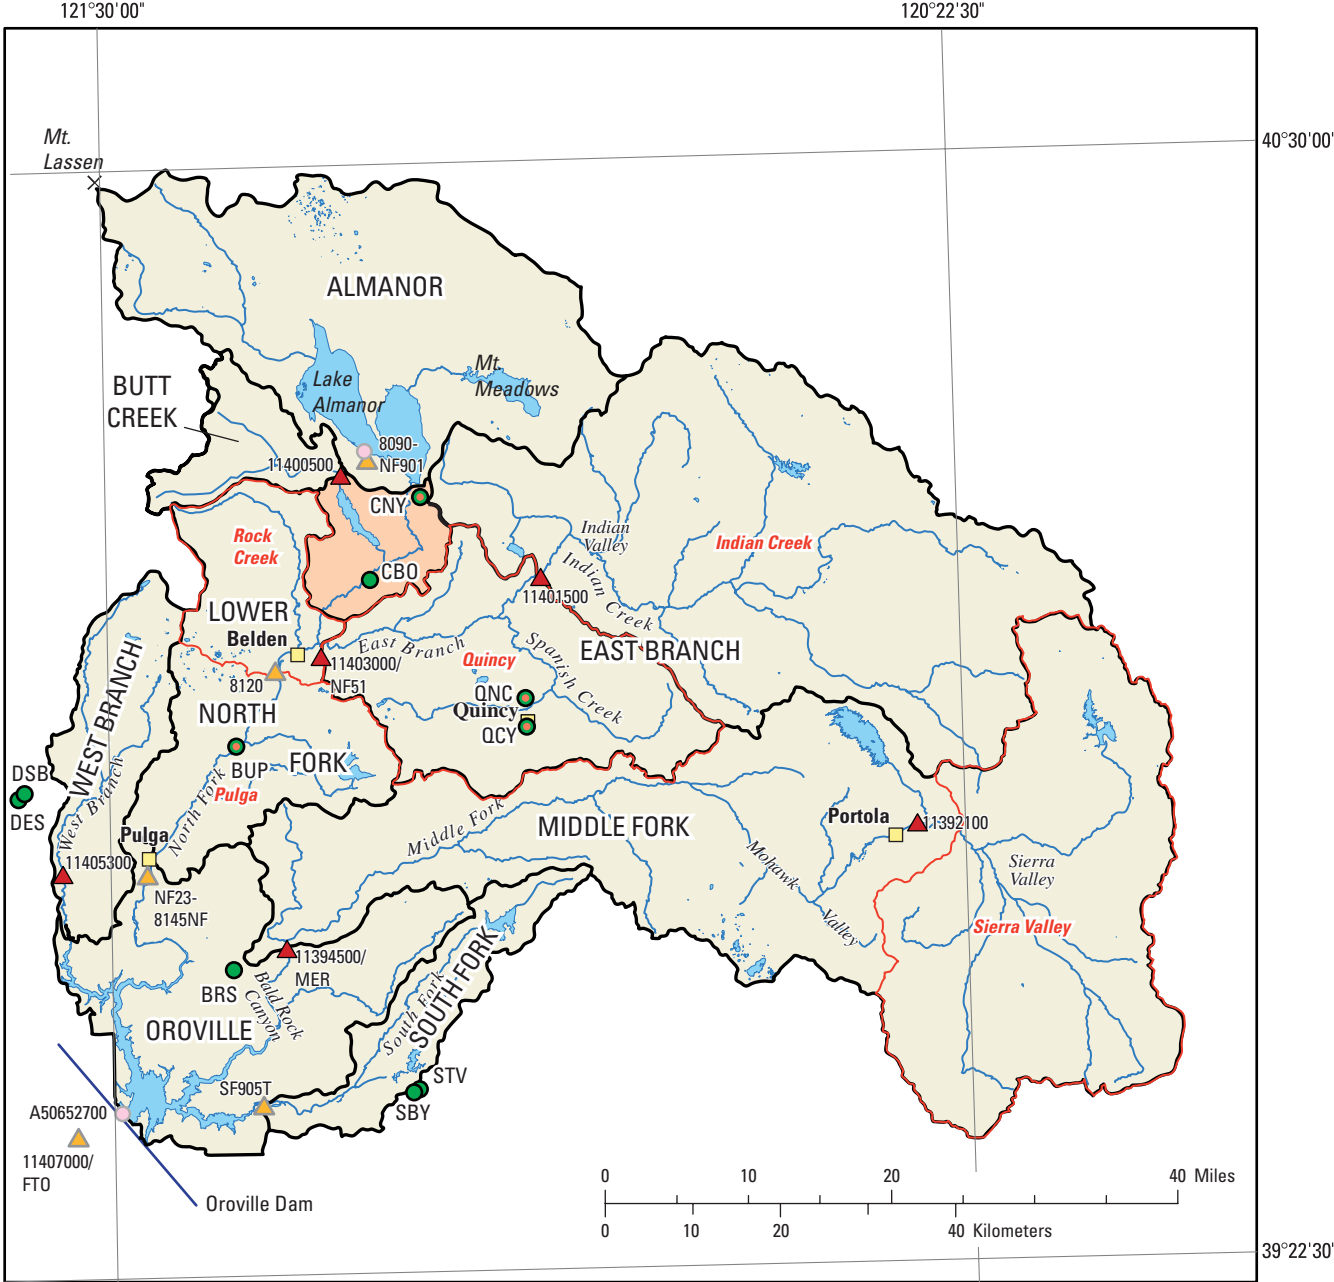 121°30'00"
120°22'30"
40°30'00'
39°22'30'
Mt.
Lassen
ALMANOR
BUTT
CREEK
Lake
Almanor
Mt.
Meadows
8090-
NF901
11400500
CNY
Rock
Creek
Indian
Valley
Indian Creek
CBO
Indian Creek
11401500
LOWER
Belden
East Branch
EAST BRANCH
11403000/
NF51
Quincy
Spanish Creek
8120
QNC
Quincy
QCY
NORTH
FORK
WEST BRANCH
West Branch
BUP
Pulga
North Fork
DSB
DES
Pulga
11405300
NF23-
8145NF
Middle Fork
MIDDLE FORK
Portola
11392100
Mohawk
Valley
Sierra
Valley
Sierra Valley
11394500/
MER
BRS
Bald Rock
Canyon
South Fork
SOUTH FORK
OROVILLE
SF905T
STV
SBY
A50652700
11407000/
FTO
Oroville Dam
0 10 20 40 Miles
0 10 20 40 Kilometers